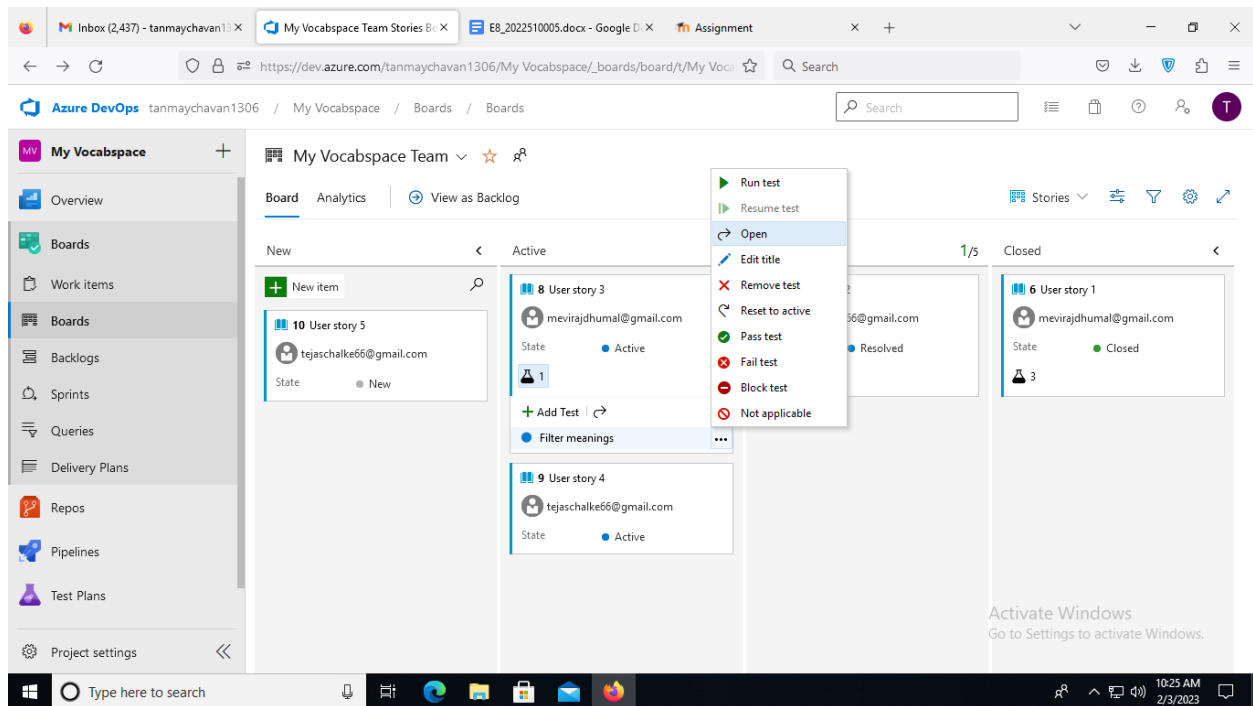 Inbox (2,437) - tanmaychavan13
My Vocabspace Team Stories Bo
E8_2022510005.docx - Google Do
Assignment
https://dev.azure.com/tanmaychavan1306/My Vocabspace/_boards/board/t/My Voca
Search
Azure DevOps tanmaychavan1306 / My Vocabspace / Boards / Boards
Search
T
MV My Vocabspace
Overview
Boards
Work items
Boards
Backlogs
Sprints
Queries
Delivery Plans
Repos
Pipelines
Test Plans
Project settings
My Vocabspace Team
Board Analytics View as Backlog
Stories
New
New item
10 User story 5
tejaschalke66@gmail.com
State New
Active
8 User story 3
mevirajdhumal@gmail.com
State Active
1
Add Test
Filter meanings
9 User story 4
tejaschalke66@gmail.com
State Active
Run test
Resume test
Open
Edit title
Remove test
Reset to active
Pass test
Fail test
Block test
Not applicable
1/5
66@gmail.com
Resolved
Closed
6 User story 1
mevirajdhumal@gmail.com
State Closed
3
Activate Windows
Go to Settings to activate Windows.
Type here to search
10:25 AM
2/3/2023